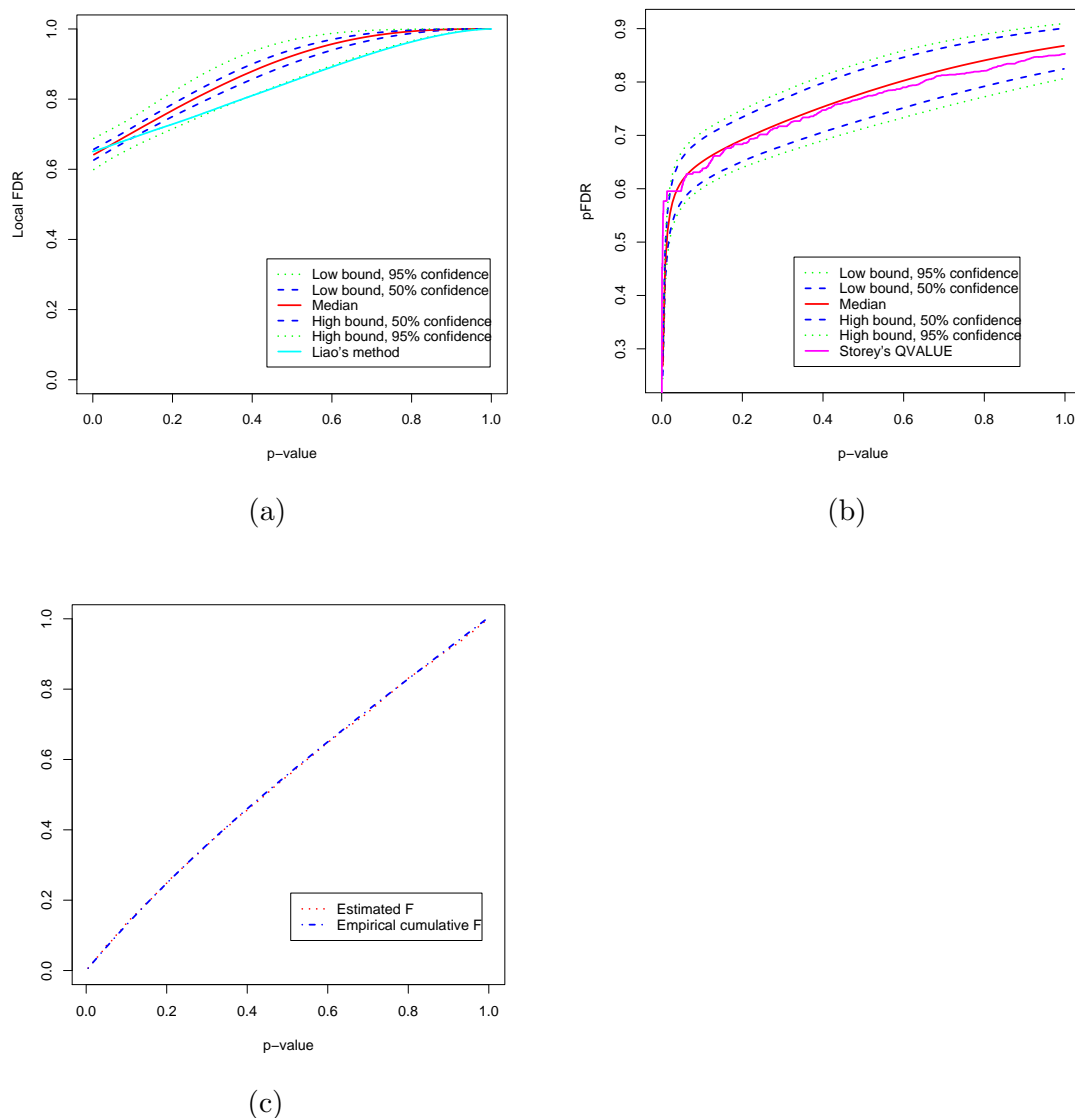 1.0
0.8
0.6
0.4
0.2
0.0
Local FDR
Low bound, 95% confidence
Low bound, 50% confidence
Median
High bound, 50% confidence
High bound, 95% confidence
Liao's method
0.0 0.2 0.4 0.6 0.8 1.0
p−value
(a)
0.9
0.8
0.7
0.6
0.5
0.4
0.3
pFDR
Low bound, 95% confidence
Low bound, 50% confidence
Median
High bound, 50% confidence
High bound, 95% confidence
Storey's QVALUE
0.0 0.2 0.4 0.6 0.8 1.0
p−value
(b)
1.0
0.8
0.6
0.4
0.2
0.0
Estimated F
Empirical cumulative F
0.0 0.2 0.4 0.6 0.8 1.0
p−value
(c)